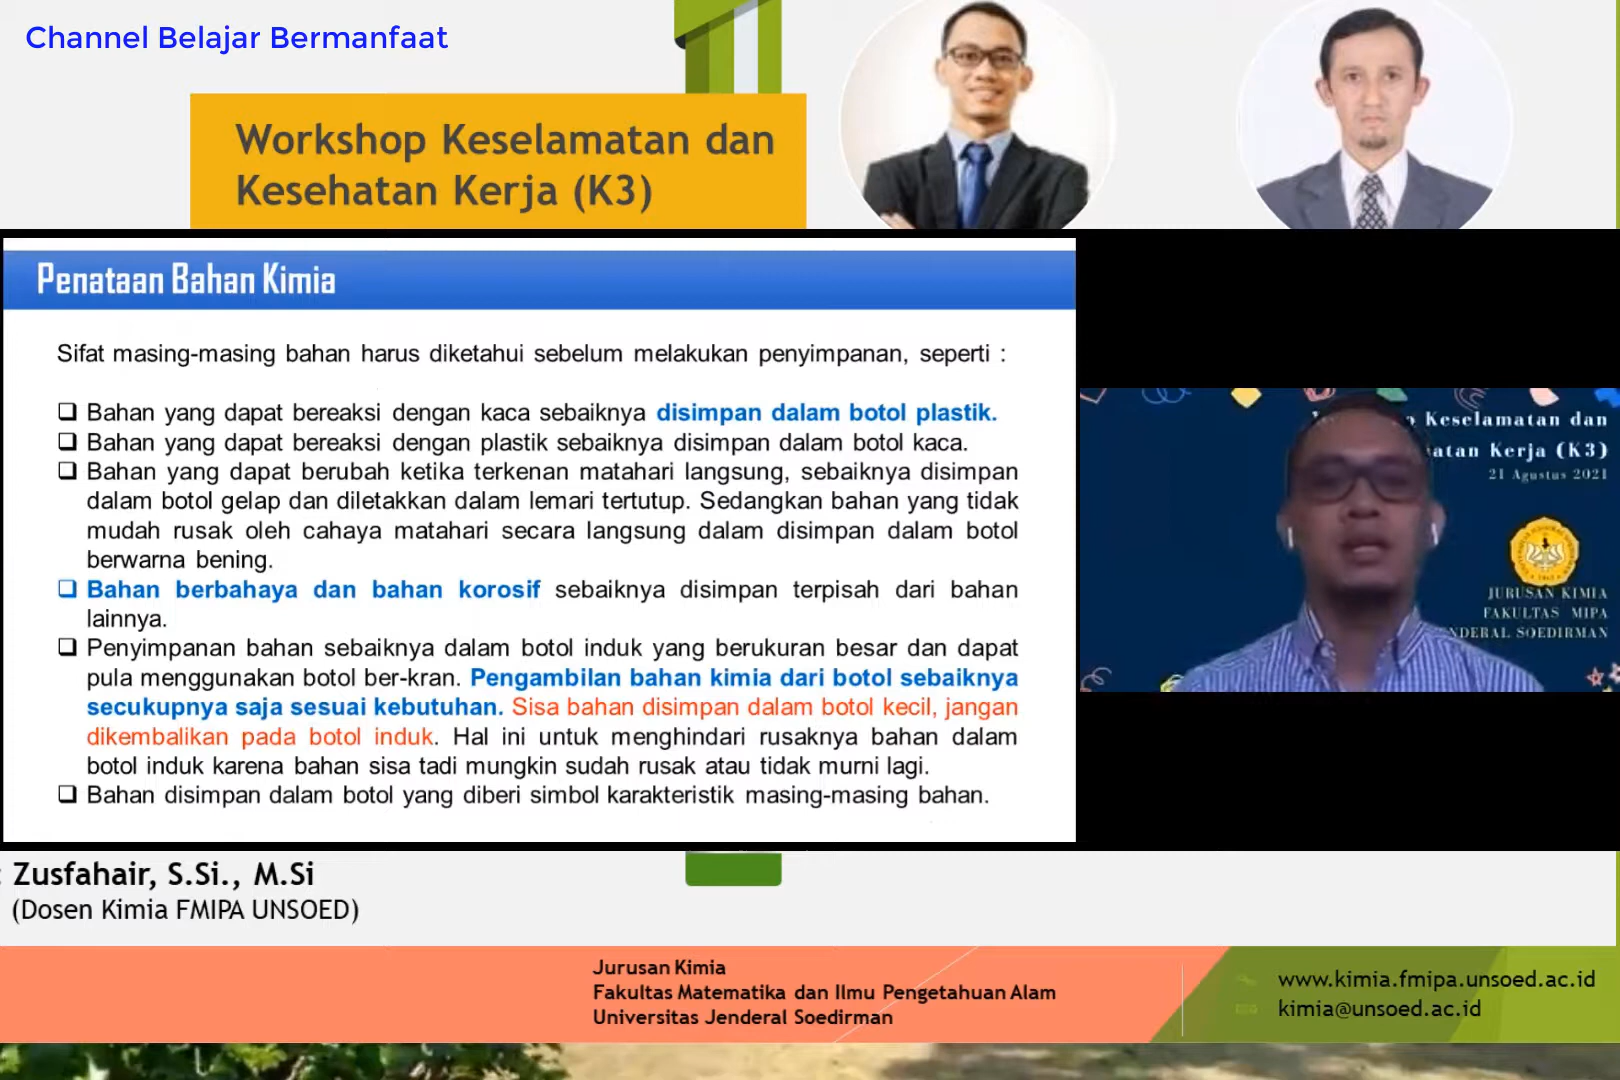 Channel Belajar Bermanfaat
Workshop Keselamatan dan
Kesehatan Kerja (K3)
Penataan Bahan Kimia
Sifat masing-masing bahan harus diketahui sebelum melakukan penyimpanan, seperti :
❑ Bahan yang dapat bereaksi dengan kaca sebaiknya disimpan dalam botol plastik.
❑ Bahan yang dapat bereaksi dengan plastik sebaiknya disimpan dalam botol kaca.
❑ Bahan yang dapat berubah ketika terkenan matahari langsung, sebaiknya disimpan
dalam botol gelap dan diletakkan dalam lemari tertutup. Sedangkan bahan yang tidak
mudah rusak oleh cahaya matahari secara langsung dalam disimpan dalam botol
berwarna bening.
❑ Bahan berbahaya dan bahan korosif sebaiknya disimpan terpisah dari bahan
lainnya.
❑ Penyimpanan bahan sebaiknya dalam botol induk yang berukuran besar dan dapat
pula menggunakan botol ber-kran. Pengambilan bahan kimia dari botol sebaiknya
secukupnya saja sesuai kebutuhan. Sisa bahan disimpan dalam botol kecil, jangan
dikembalikan pada botol induk. Hal ini untuk menghindari rusaknya bahan dalam
botol induk karena bahan sisa tadi mungkin sudah rusak atau tidak murni lagi.
❑ Bahan disimpan dalam botol yang diberi simbol karakteristik masing-masing bahan.
Keselamatan dan
atan Kerja (K3)
21 Agustus 2021
JURUSAN KIMIA
FAKULTAS MIPA
NDERAL SOEDIRMAN
: Zusfahair, S.Si., M.Si
(Dosen Kimia FMIPA UNSOED)
Jurusan Kimia
Fakultas Matematika dan Ilmu Pengetahuan Alam
Universitas Jenderal Soedirman
www.kimia.fmipa.unsoed.ac.id
kimia@unsoed.ac.id